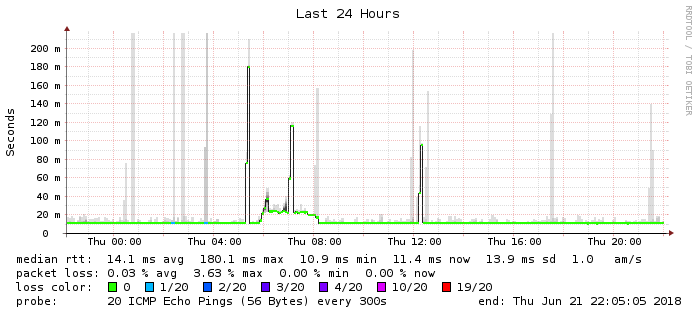 Last 24 Hours
RRDTOOL / TOBI OETIKER
Seconds
200 m
180 m
160 m
140 m
120 m
100 m
80 m
60 m
40 m
20 m
0
Thu 00:00 Thu 04:00 Thu 08:00 Thu 12:00 Thu 16:00 Thu 20:00
median rtt: 14.1 ms avg 180.1 ms max 10.9 ms min 11.4 ms now 13.9 ms sd 1.0 am/s
packet loss: 0.03 % avg 3.63 % max 0.00 % min 0.00 % now
loss color: 0 1/20 2/20 3/20 4/20 10/20 19/20
probe: 20 ICMP Echo Pings (56 Bytes) every 300s end: Thu Jun 21 22:05:05 2018